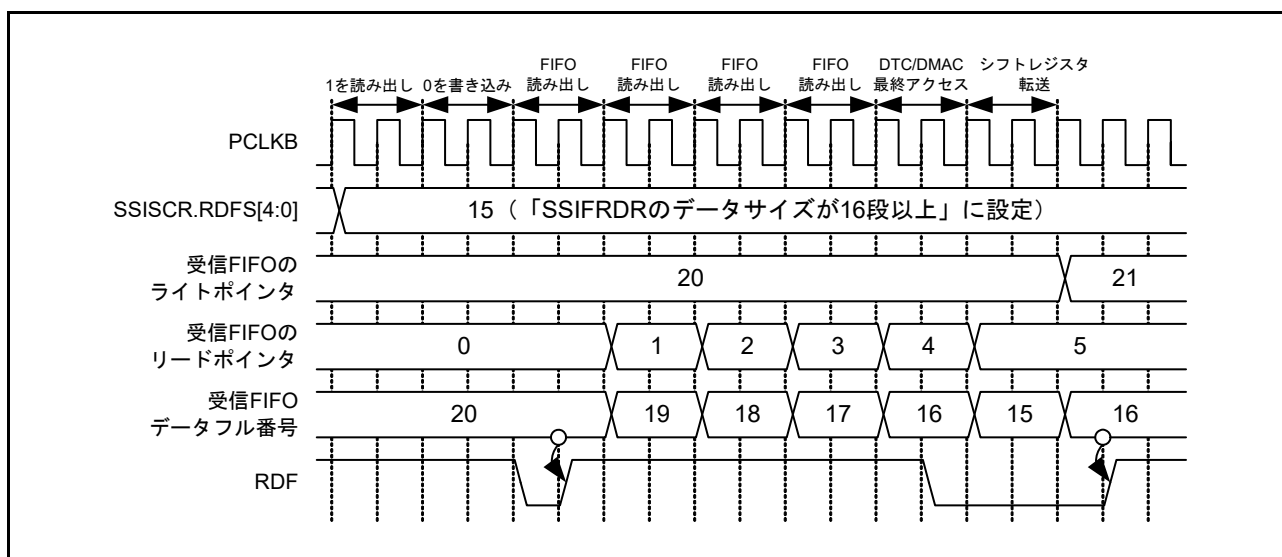 1を読み出し 0を書き込み FIFO 読み出し FIFO 読み出し FIFO 読み出し FIFO 読み出し DTC/DMAC 最終アクセス シフトレジスタ 転送
PCLKB
SSISCR.RDFS[4:0] 15（「SSIFRDRのデータサイズが16段以上」に設定）
受信FIFOの
ライトポインタ
20 21
受信FIFOの
リードポインタ
0 1 2 3 4 5
受信FIFO
データフル番号
20 19 18 17 16 15 16
RDF